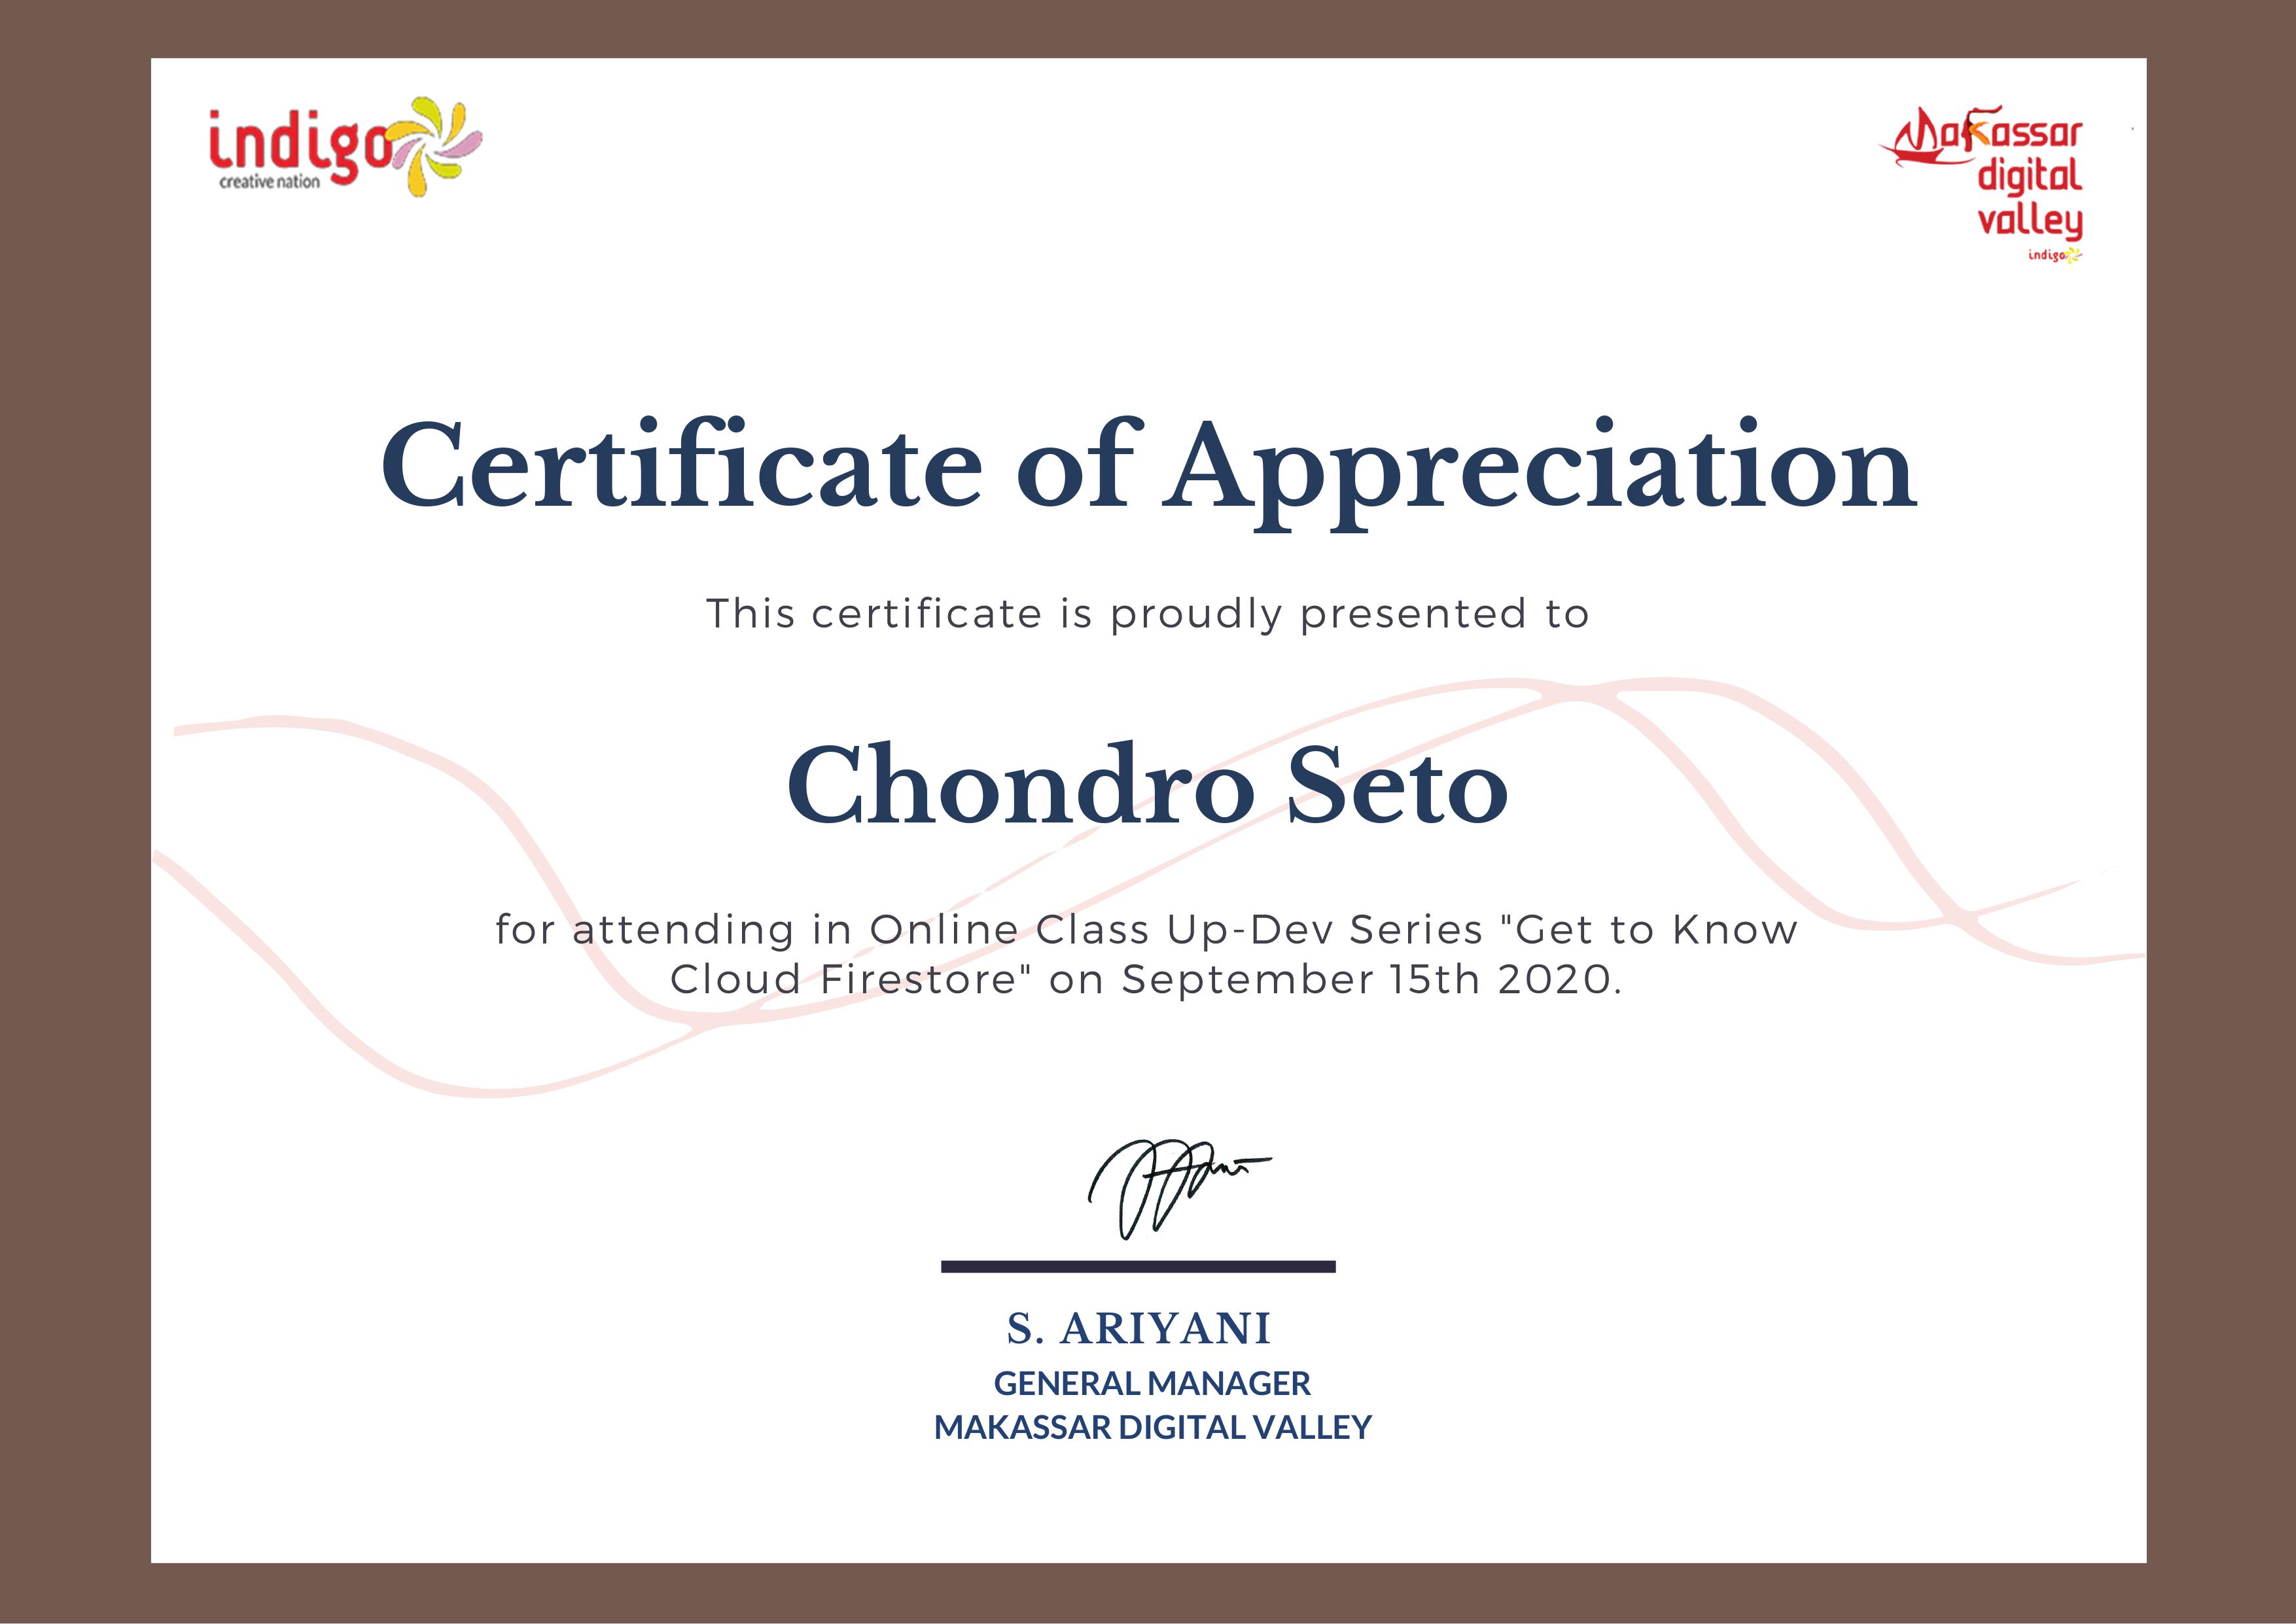 indigo
creative nation
Makassar
digital
valley
indigo
Certificate of Appreciation
This certificate is proudly presented to
Chondro Seto
for attending in Online Class Up-Dev Series "Get to Know
Cloud Firestore" on September 15th 2020.
S. ARIYANI
GENERAL MANAGER
MAKASSAR DIGITAL VALLEY